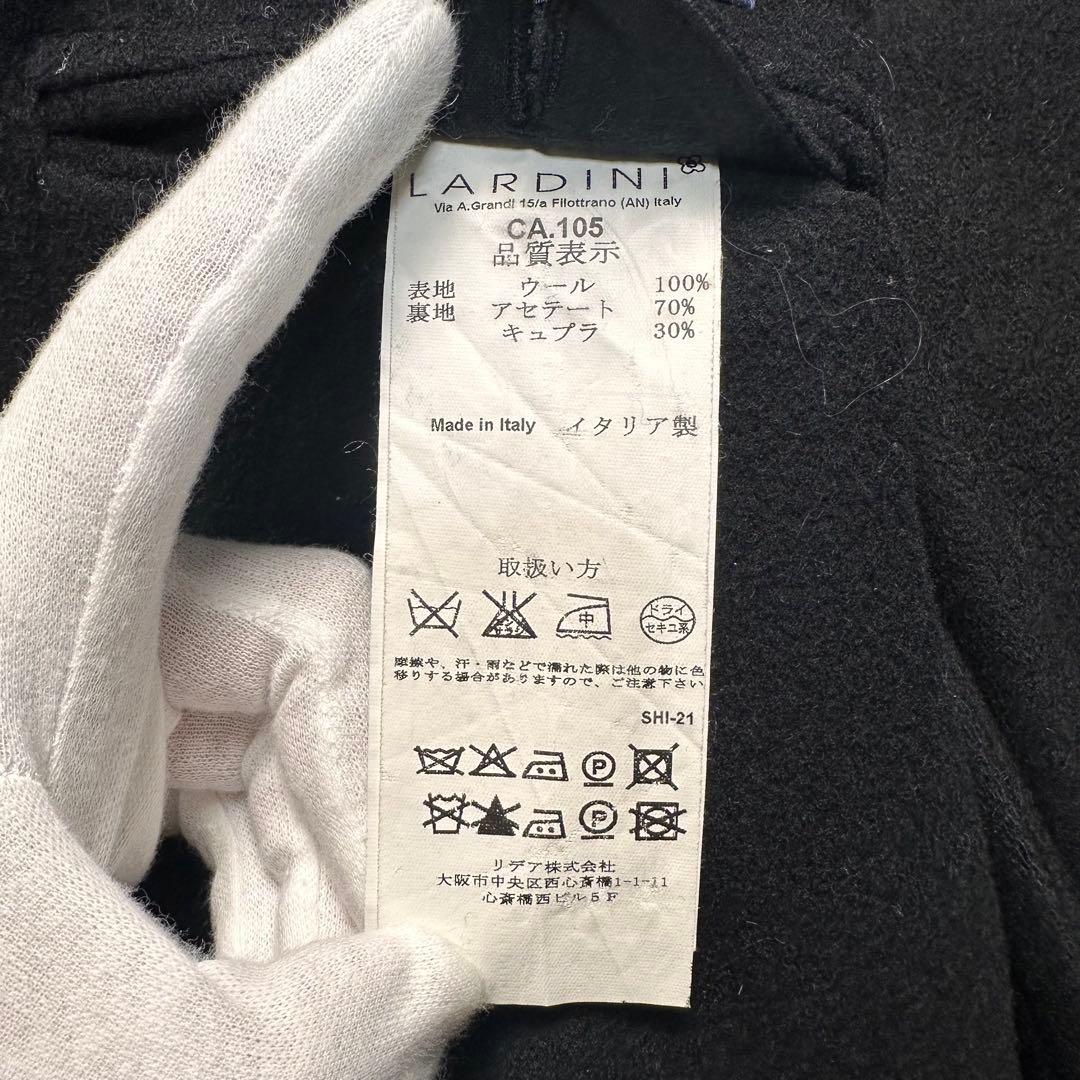 LARDINI
Via A.Grandi 15/a Filottrano (AN) Italy
CA.105
品質表示
表地 ウール 100%
裏地 アセテート 70%
キュプラ 30%
Made in Italy イタリア製
取扱い方
中 ドライ
セキユ系
摩擦や、汗・雨などで濡れた際は他の物に色
移りする場合がありますので、ご注意下さい
SHI-21
P
P
リデア株式会社
大阪市中央区西心斎橋1-1-11
心斎橋西ビル5F